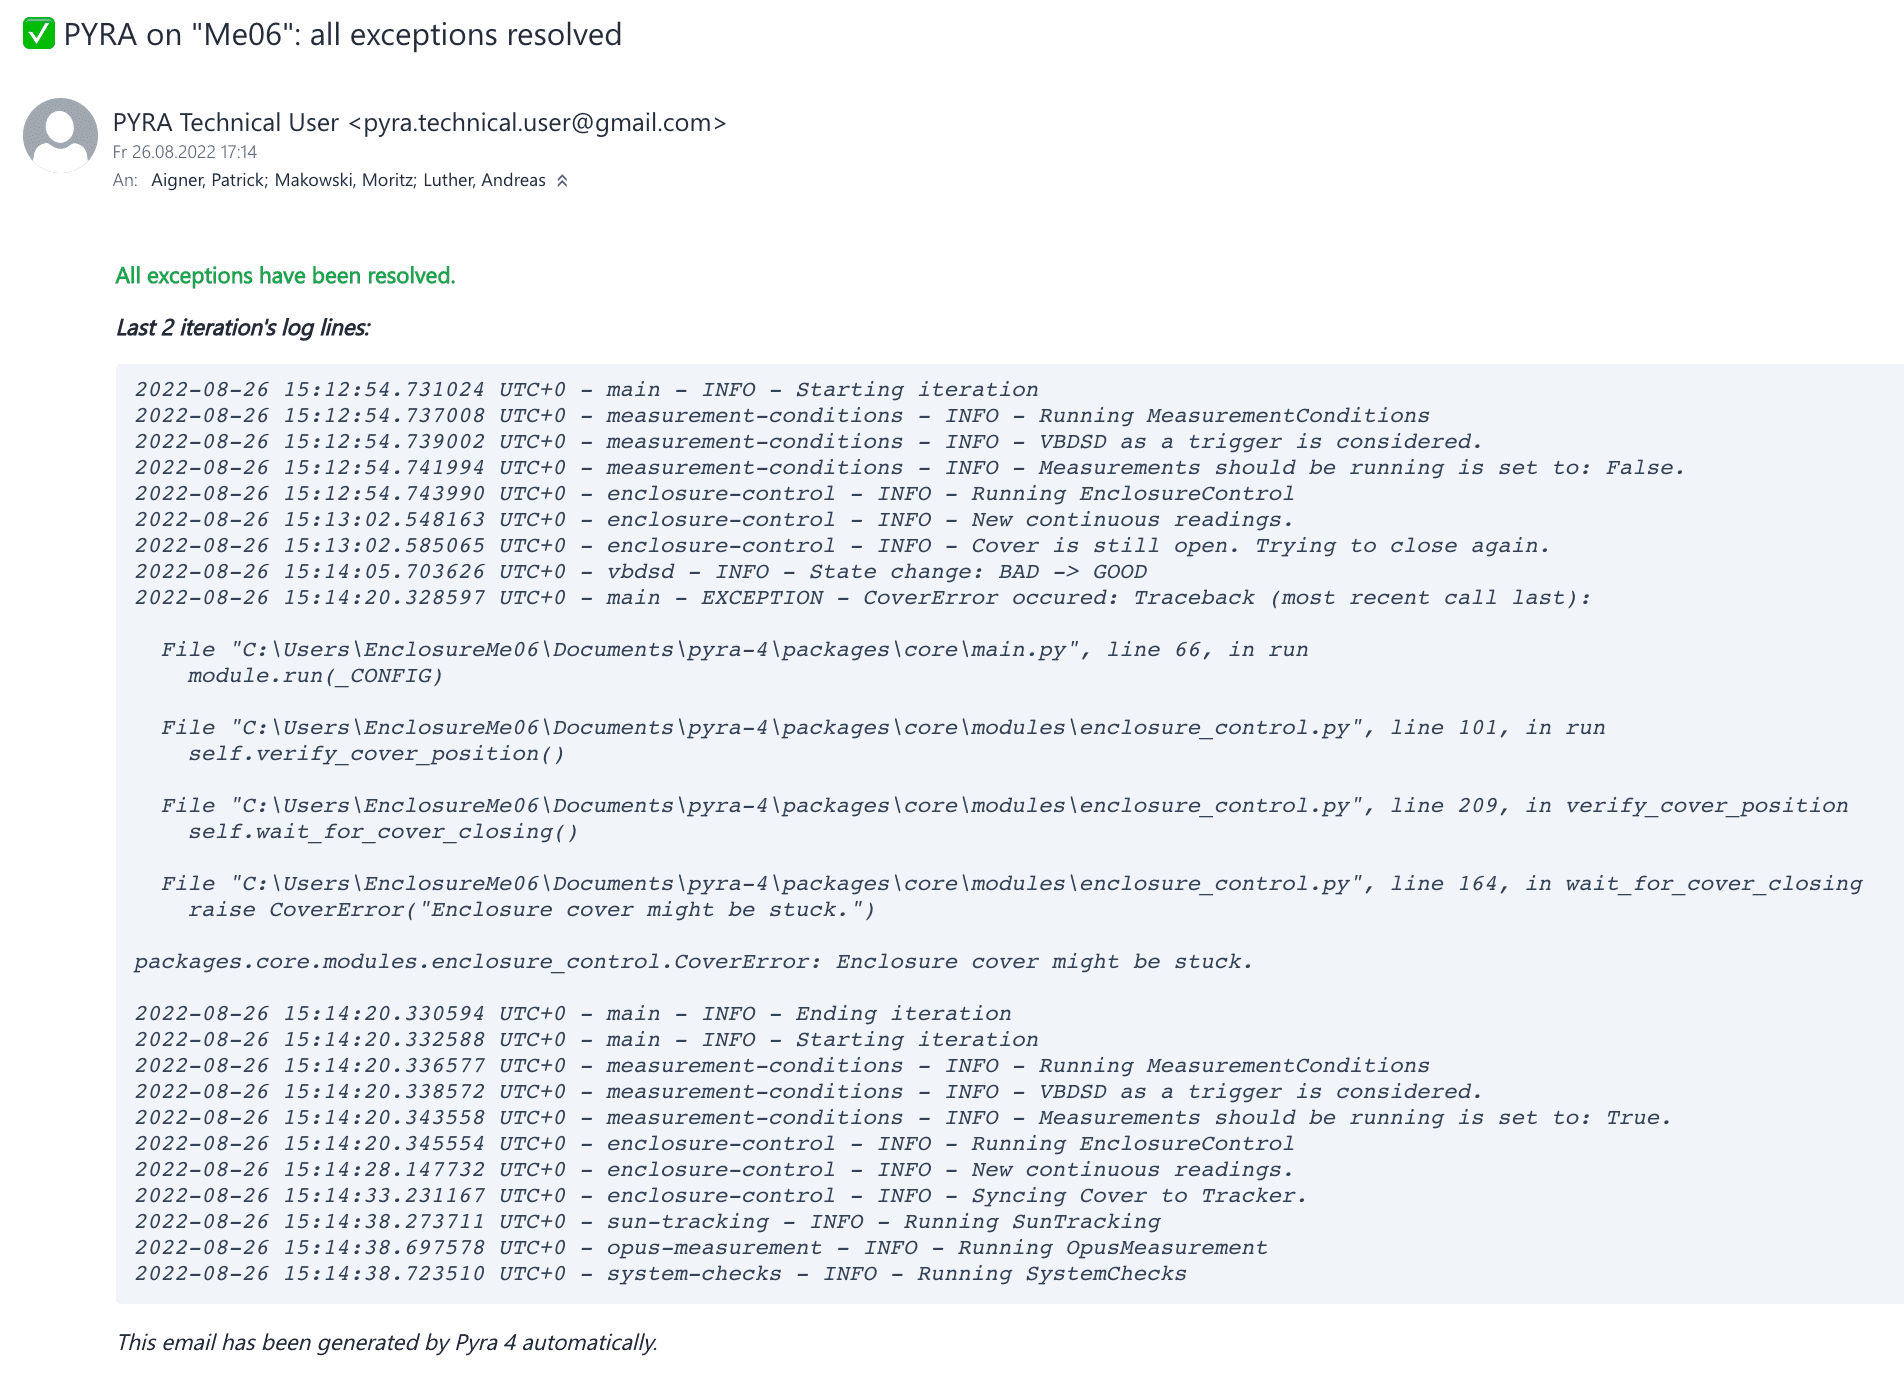 ✅ PYRA on "Me06": all exceptions resolved
PYRA Technical User <pyra.technical.user@gmail.com>
Fr 26.08.2022 17:14
An: Aigner, Patrick; Makowski, Moritz; Luther, Andreas
All exceptions have been resolved.
Last 2 iteration's log lines:
2022-08-26 15:12:54.731024 UTC+0 - main - INFO - Starting iteration
2022-08-26 15:12:54.737008 UTC+0 - measurement-conditions - INFO - Running MeasurementConditions
2022-08-26 15:12:54.739002 UTC+0 - measurement-conditions - INFO - VBDSD as a trigger is considered.
2022-08-26 15:12:54.741994 UTC+0 - measurement-conditions - INFO - Measurements should be running is set to: False.
2022-08-26 15:12:54.743990 UTC+0 - enclosure-control - INFO - Running EnclosureControl
2022-08-26 15:13:02.548163 UTC+0 - enclosure-control - INFO - New continuous readings.
2022-08-26 15:13:02.585065 UTC+0 - enclosure-control - INFO - Cover is still open. Trying to close again.
2022-08-26 15:14:05.703626 UTC+0 - vbdsd - INFO - State change: BAD -> GOOD
2022-08-26 15:14:20.328597 UTC+0 - main - EXCEPTION - CoverError occured: Traceback (most recent call last):
File "C:\Users\EnclosureMe06\Documents\pyra-4\packages\core\main.py", line 66, in run
module.run(_CONFIG)
File "C:\Users\EnclosureMe06\Documents\pyra-4\packages\core\modules\enclosure_control.py", line 101, in run
self.verify_cover_position()
File "C:\Users\EnclosureMe06\Documents\pyra-4\packages\core\modules\enclosure_control.py", line 209, in verify_cover_position
self.wait_for_cover_closing()
File "C:\Users\EnclosureMe06\Documents\pyra-4\packages\core\modules\enclosure_control.py", line 164, in wait_for_cover_closing
raise CoverError("Enclosure cover might be stuck.")
packages.core.modules.enclosure_control.CoverError: Enclosure cover might be stuck.
2022-08-26 15:14:20.330594 UTC+0 - main - INFO - Ending iteration
2022-08-26 15:14:20.332588 UTC+0 - main - INFO - Starting iteration
2022-08-26 15:14:20.336577 UTC+0 - measurement-conditions - INFO - Running MeasurementConditions
2022-08-26 15:14:20.338572 UTC+0 - measurement-conditions - INFO - VBDSD as a trigger is considered.
2022-08-26 15:14:20.343558 UTC+0 - measurement-conditions - INFO - Measurements should be running is set to: True.
2022-08-26 15:14:20.345554 UTC+0 - enclosure-control - INFO - Running EnclosureControl
2022-08-26 15:14:28.147732 UTC+0 - enclosure-control - INFO - New continuous readings.
2022-08-26 15:14:33.231167 UTC+0 - enclosure-control - INFO - Syncing Cover to Tracker.
2022-08-26 15:14:38.273711 UTC+0 - sun-tracking - INFO - Running SunTracking
2022-08-26 15:14:38.697578 UTC+0 - opus-measurement - INFO - Running OpusMeasurement
2022-08-26 15:14:38.723510 UTC+0 - system-checks - INFO - Running SystemChecks
This email has been generated by Pyra 4 automatically.